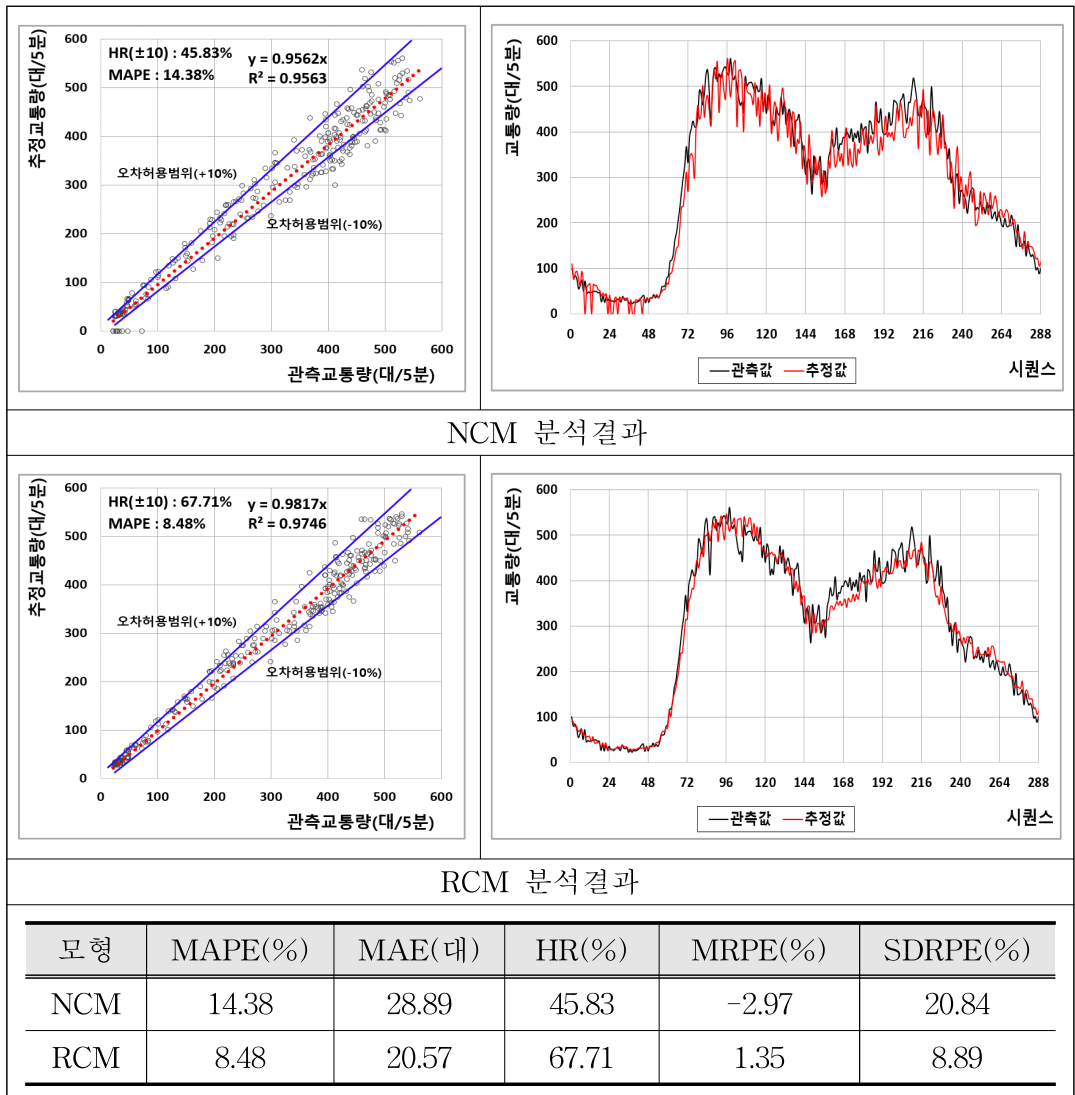 HR(±10) : 45.83%
MAPE : 14.38%
y = 0.9562x
R² = 0.9563
추정교통량(대/5분)
600
500
400
300
200
100
0
오차허용범위(+10%)
오차허용범위(-10%)
0 100 200 300 400 500 600
관측교통량(대/5분)
교통량(대/5분)
600
500
400
300
200
100
0
0 24 48 72 96 120 144 168 192 216 240 264 288
관측값 추정값
시퀀스
NCM 분석결과
HR(±10) : 67.71%
MAPE : 8.48%
y = 0.9817x
R² = 0.9746
추정교통량(대/5분)
600
500
400
300
200
100
0
오차허용범위(+10%)
오차허용범위(-10%)
0 100 200 300 400 500 600
관측교통량(대/5분)
교통량(대/5분)
600
500
400
300
200
100
0
0 24 48 72 96 120 144 168 192 216 240 264 288
관측값 추정값
시퀀스
RCM 분석결과
모형 MAPE(%) MAE(대) HR(%) MRPE(%) SDRPE(%)
NCM 14.38 28.89 45.83 -2.97 20.84
RCM 8.48 20.57 67.71 1.35 8.89